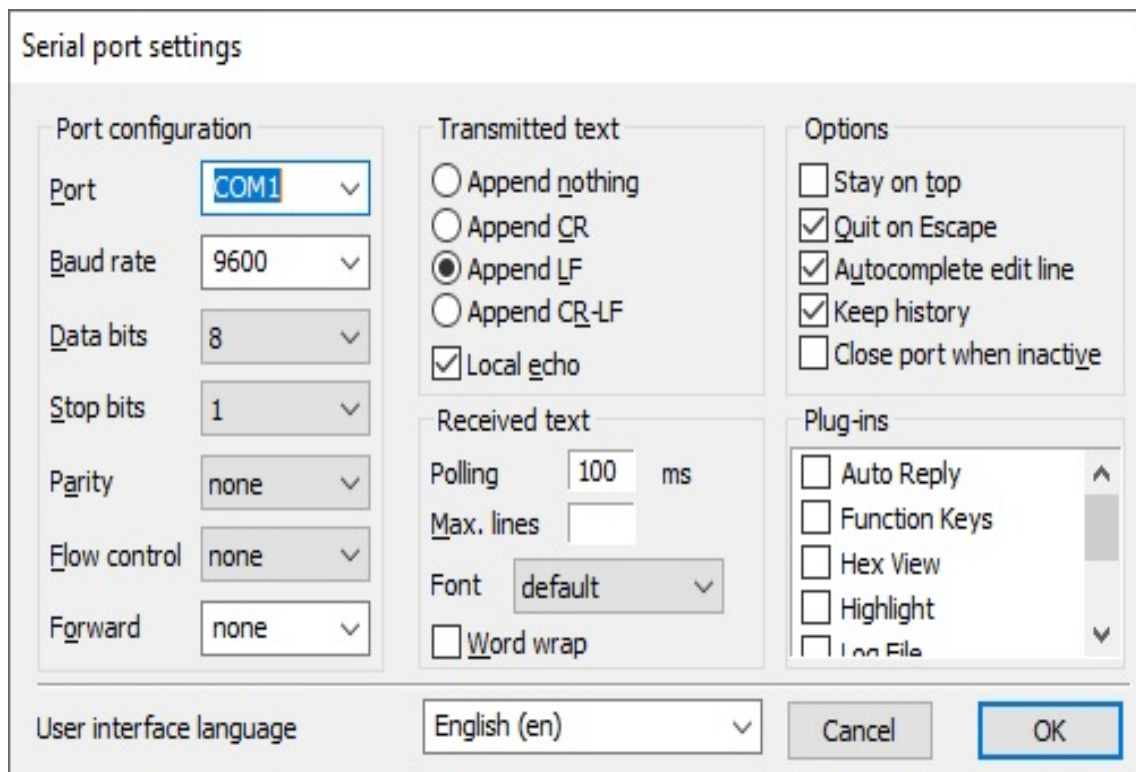 Serial port settings
Port configuration
Port COM1
Baud rate 9600
Data bits 8
Stop bits 1
Parity none
Flow control none
Forward none
Transmitted text
Append nothing
Append CR
Append LF
Append CR-LF
Local echo
Received text
Polling 100 ms
Max. lines
Font default
Word wrap
Options
Stay on top
Quit on Escape
Autocomplete edit line
Keep history
Close port when inactive
Plug-ins
Auto Reply
Function Keys
Hex View
Highlight
Log File
User interface language English (en) Cancel OK